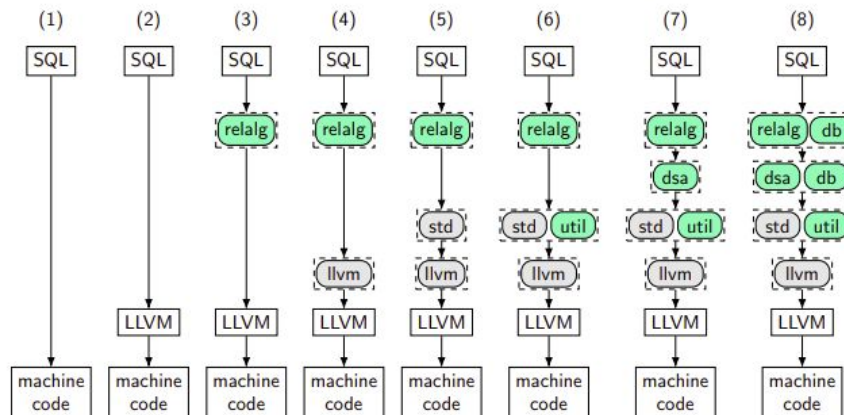 (1) (2) (3) (4) (5) (6) (7) (8)
SQL SQL SQL SQL SQL SQL SQL SQL
relalg relalg relalg relalg relalg relalg db
dsa dsa db
std std util std util std util
llvm llvm llvm llvm llvm
LLVM LLVM LLVM LLVM LLVM LLVM LLVM
machine machine machine machine machine machine machine machine
code code code code code code code code